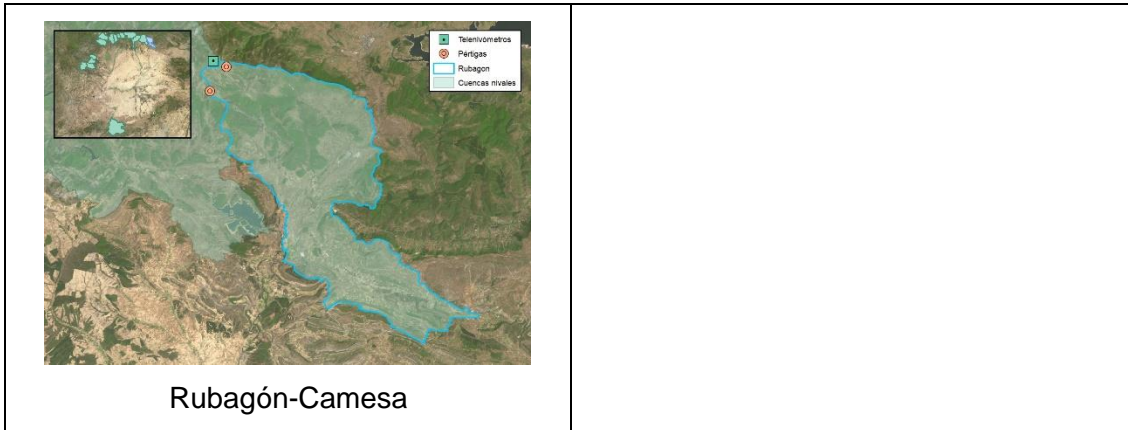 Telenivómetros
Pértigas
Rubagon
Cuencas nivales
Rubagón-Camesa